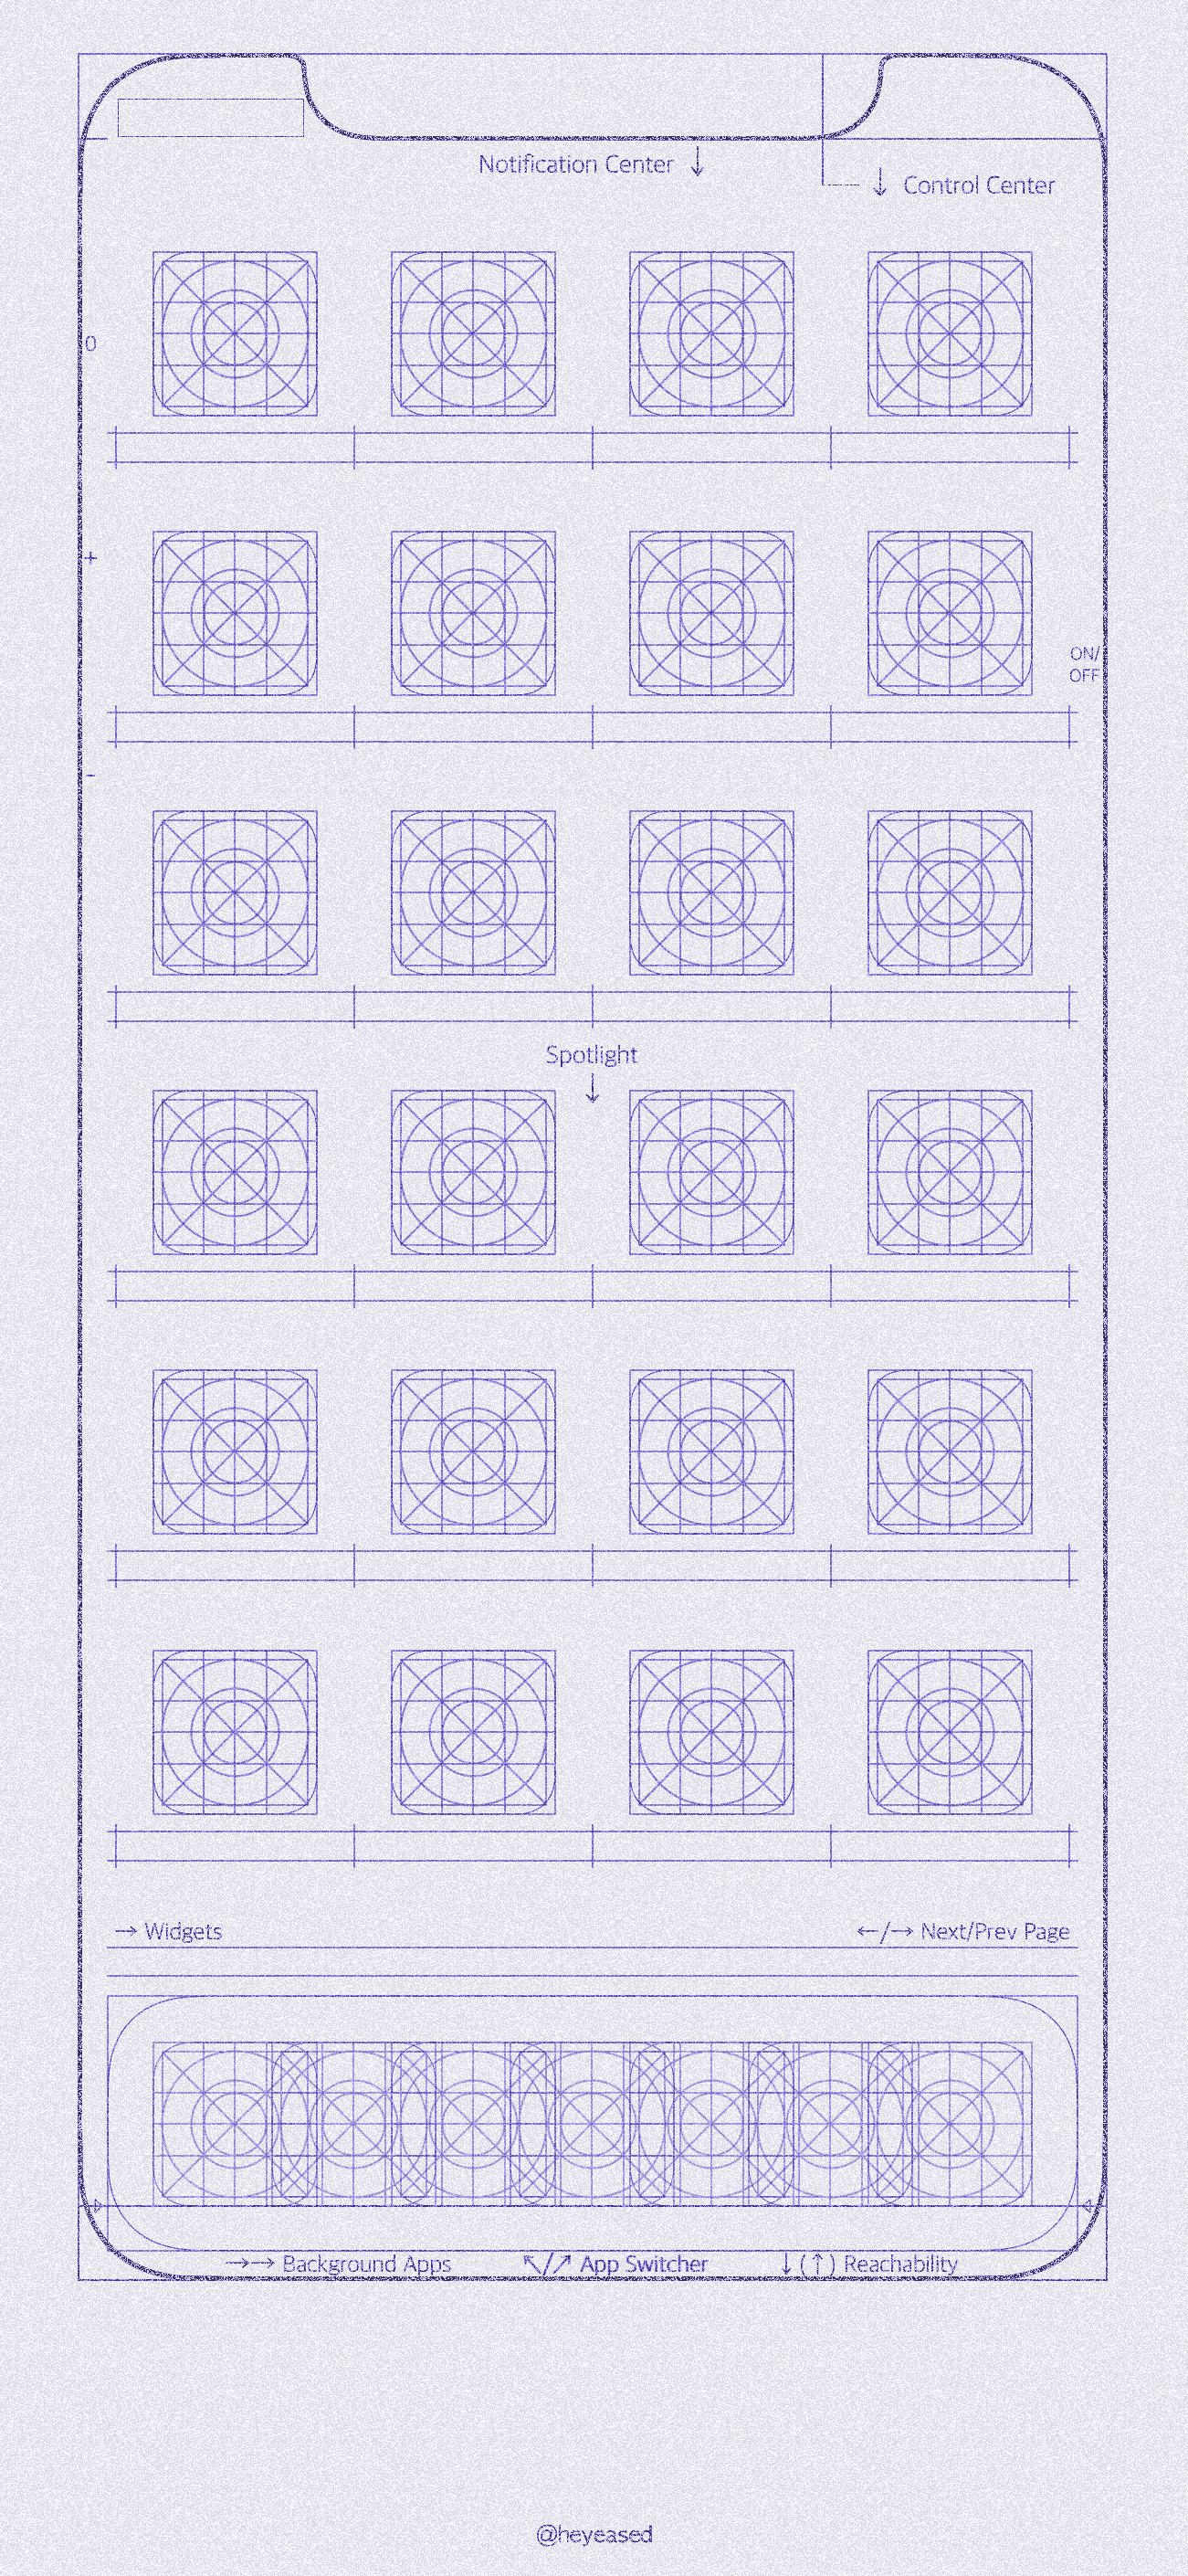 Notification Center ↓
↓ Control Center
0
+
ON/
OFF
-
Spotlight
↓
→ Widgets
←/→ Next/Prev Page
→→ Background Apps
↖/↗ App Switcher
↓(↑) Reachability
@heyeased